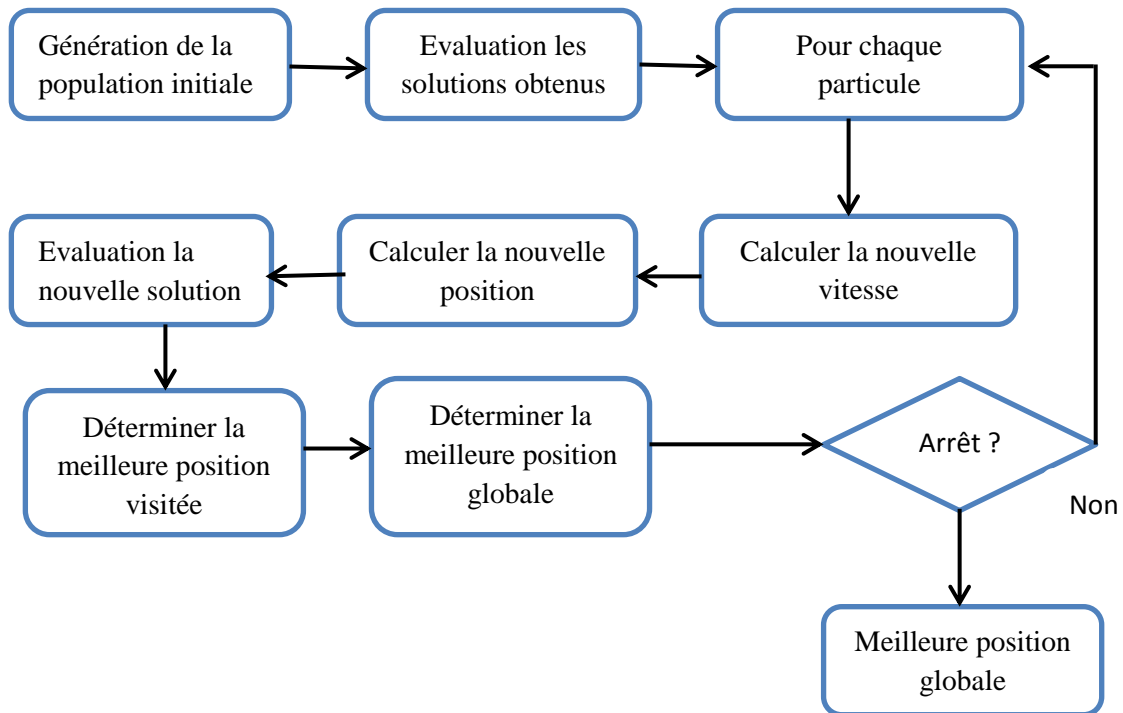 Génération de la
population initiale
Evaluation les
solutions obtenus
Pour chaque
particule
Calculer la nouvelle
vitesse
Calculer la nouvelle
position
Evaluation la
nouvelle solution
Déterminer la
meilleure position
visitée
Déterminer la
meilleure position
globale
Arrêt ?
Non
Meilleure position
globale